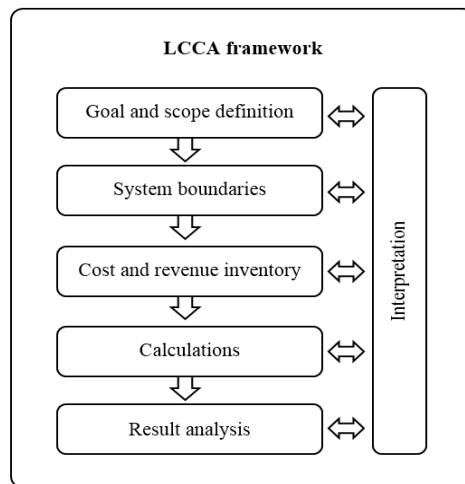 LCCA framework
Goal and scope definition
System boundaries
Cost and revenue inventory
Calculations
Result analysis
Interpretation